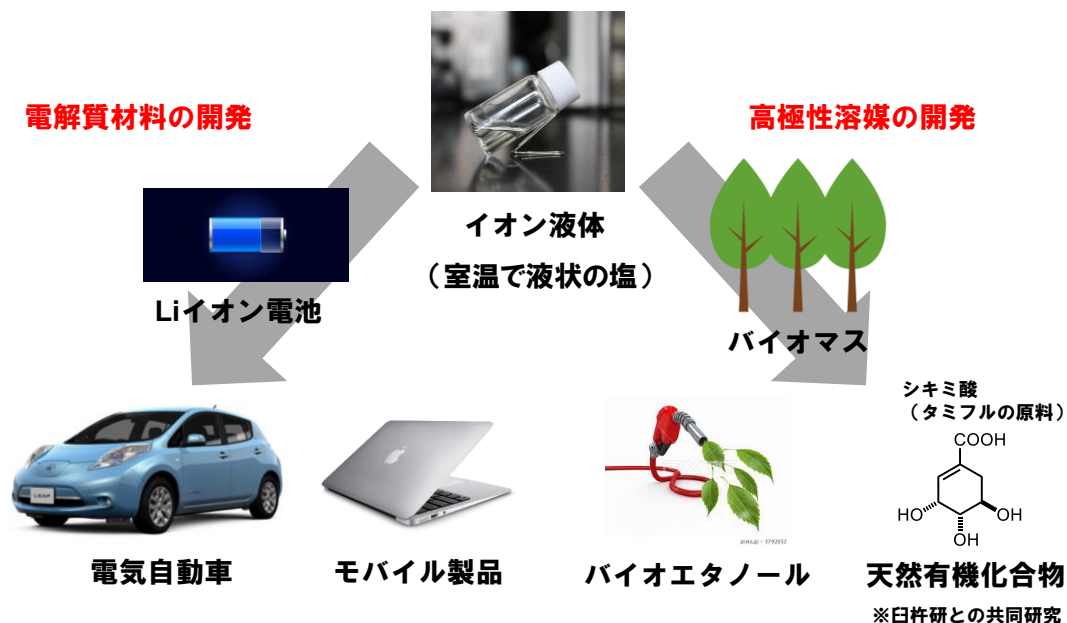 電解質材料の開発
高極性溶媒の開発
イオン液体
（室温で液状の塩）
Liイオン電池
バイオマス
シキミ酸
（タミフルの原料）
COOH
HO
OH
OH
LEAF
pixta.jp - 3792052
電気自動車
モバイル製品
バイオエタノール
天然有機化合物
※臼杵研との共同研究